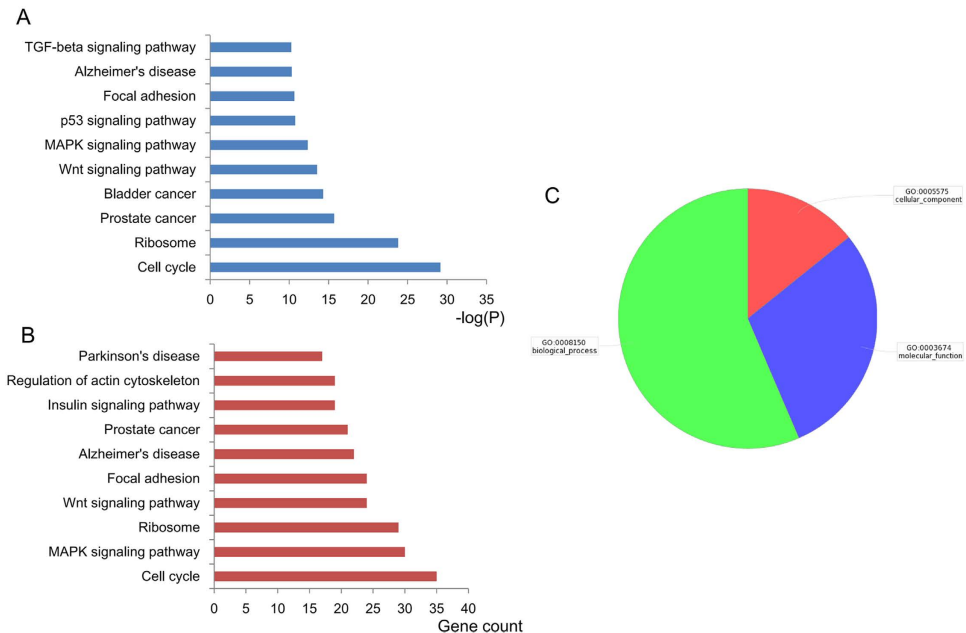 A
TGF-beta signaling pathway
Alzheimer's disease
Focal adhesion
p53 signaling pathway
MAPK signaling pathway
Wnt signaling pathway
Bladder cancer
Prostate cancer
Ribosome
Cell cycle
0 5 10 15 20 25 30 35
-log(P)
B
Parkinson's disease
Regulation of actin cytoskeleton
Insulin signaling pathway
Prostate cancer
Alzheimer's disease
Focal adhesion
Wnt signaling pathway
Ribosome
MAPK signaling pathway
Cell cycle
0 5 10 15 20 25 30 35 40
Gene count
C
GO:0005575
cellular_component
GO:0008150
biological_process
GO:0003674
molecular_function